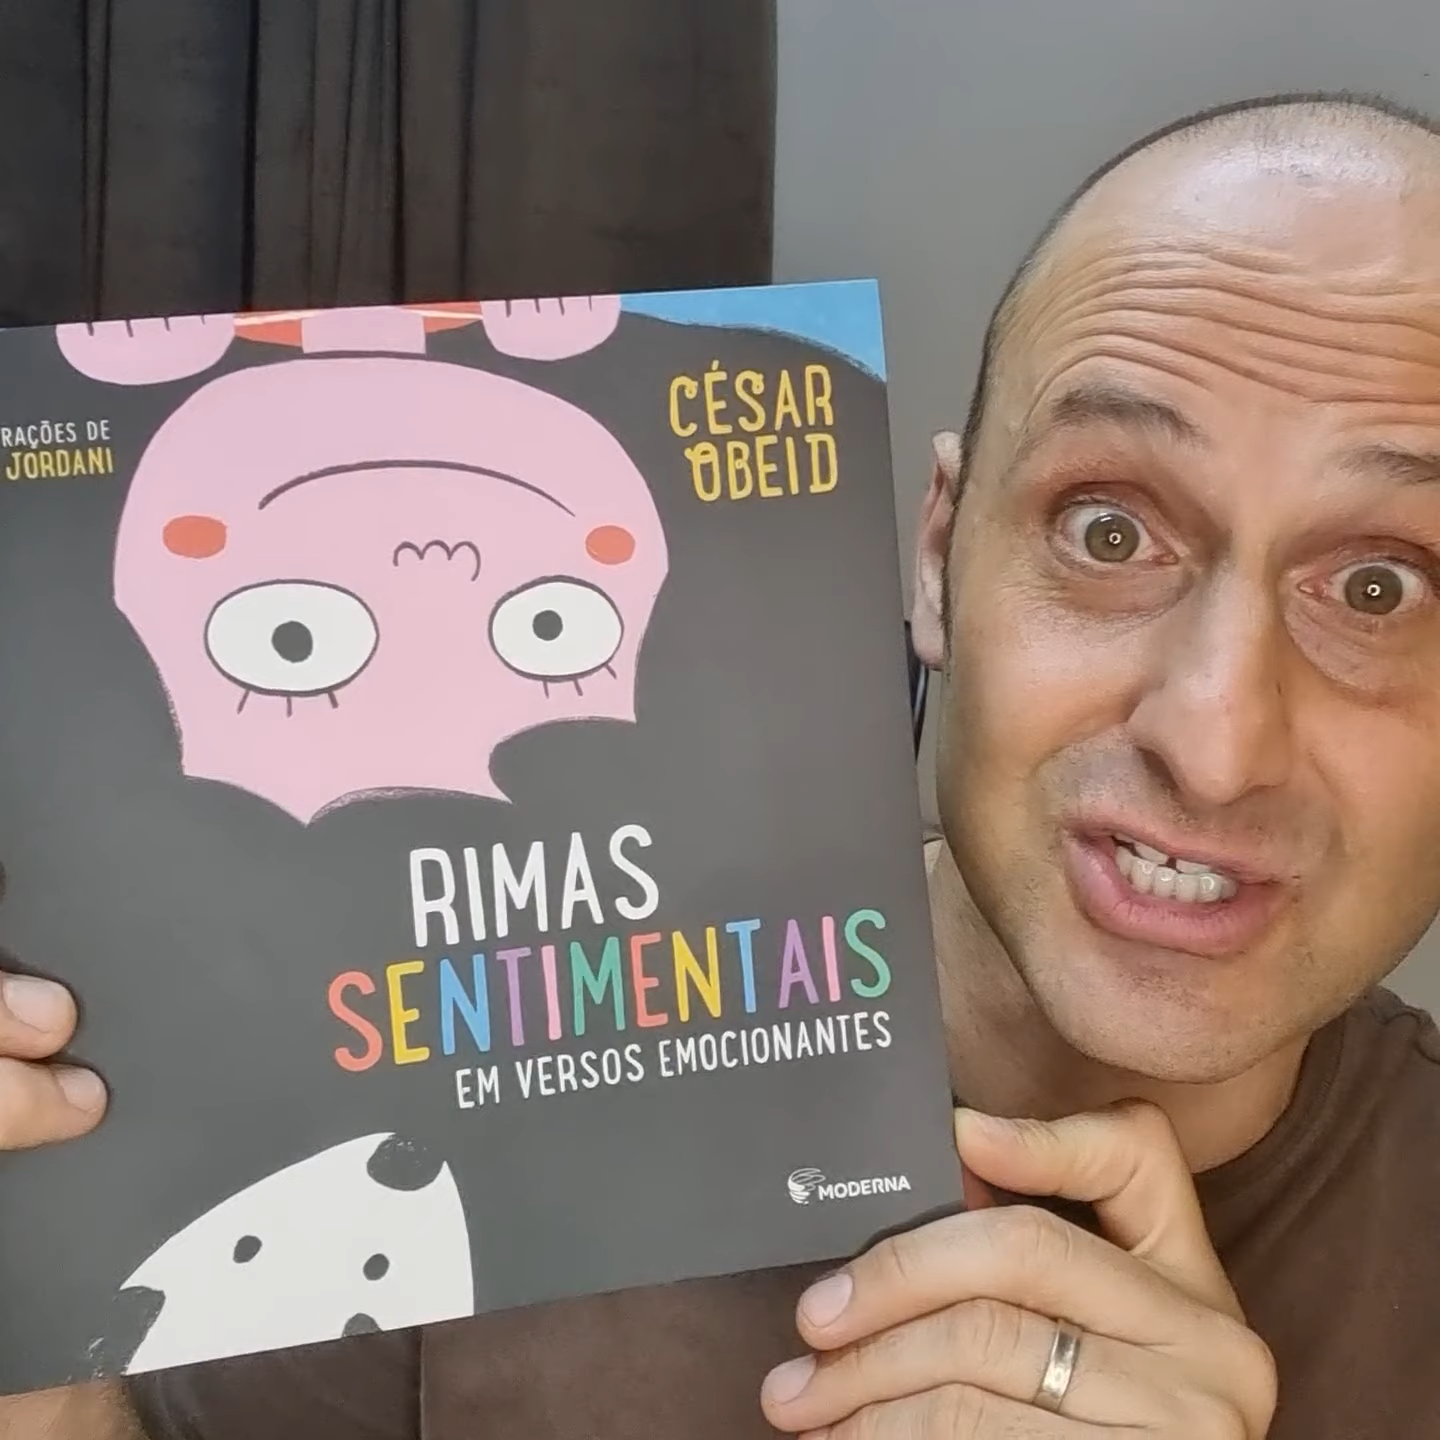 RAÇÕES DE
JORDANI
CÉSAR
OBEID
RIMAS
SENTIMENTAIS
EM VERSOS EMOCIONANTES
MODERNA